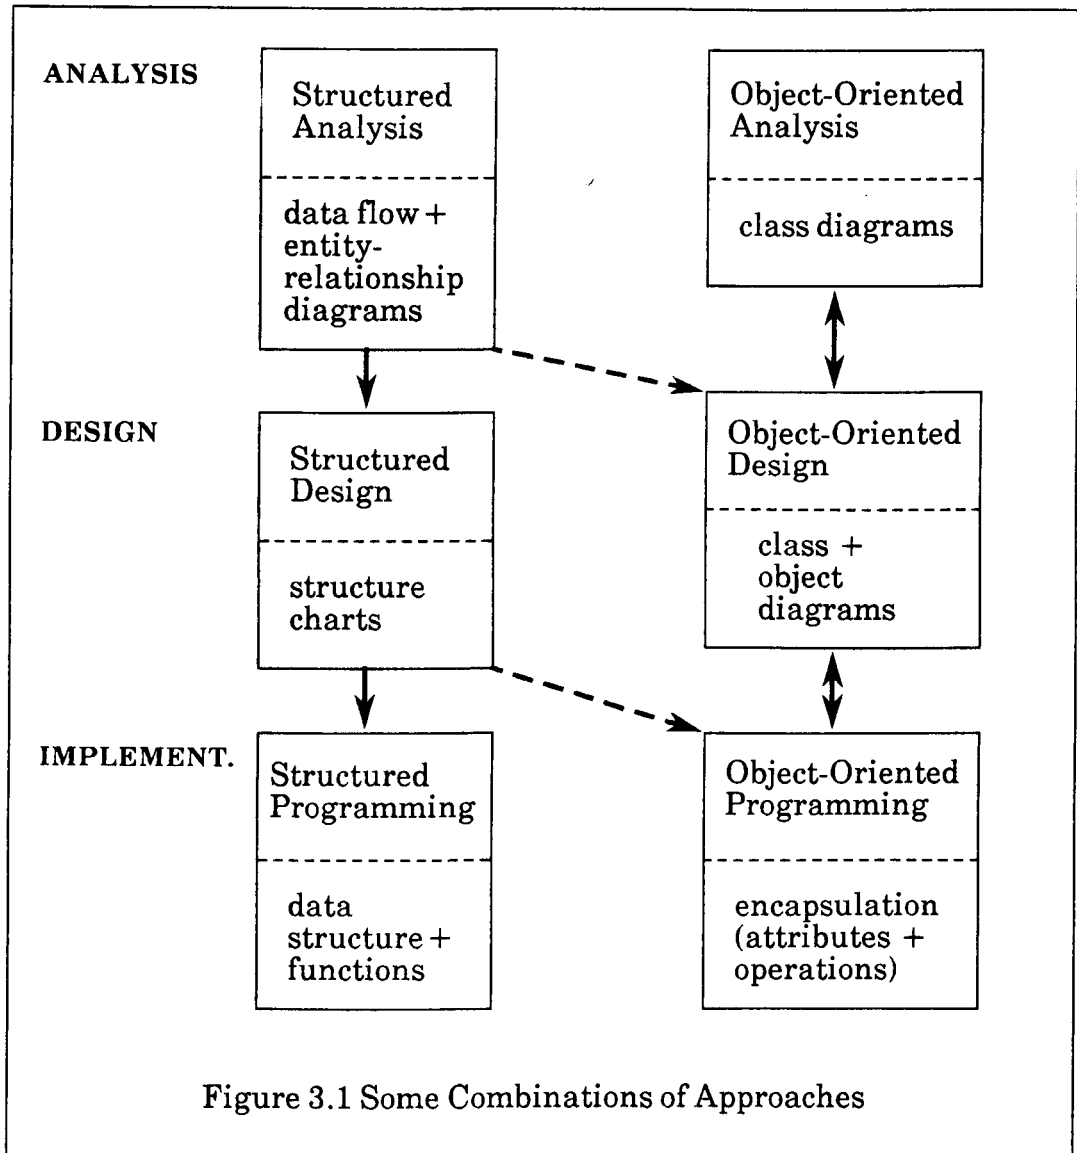 ANALYSIS
Structured
Analysis
data flow +
entity-
relationship
diagrams
Object-Oriented
Analysis
class diagrams
DESIGN
Structured
Design
structure
charts
Object-Oriented
Design
class +
object
diagrams
IMPLEMENT.
Structured
Programming
data
structure +
functions
Object-Oriented
Programming
encapsulation
(attributes +
operations)
Figure 3.1 Some Combinations of Approaches